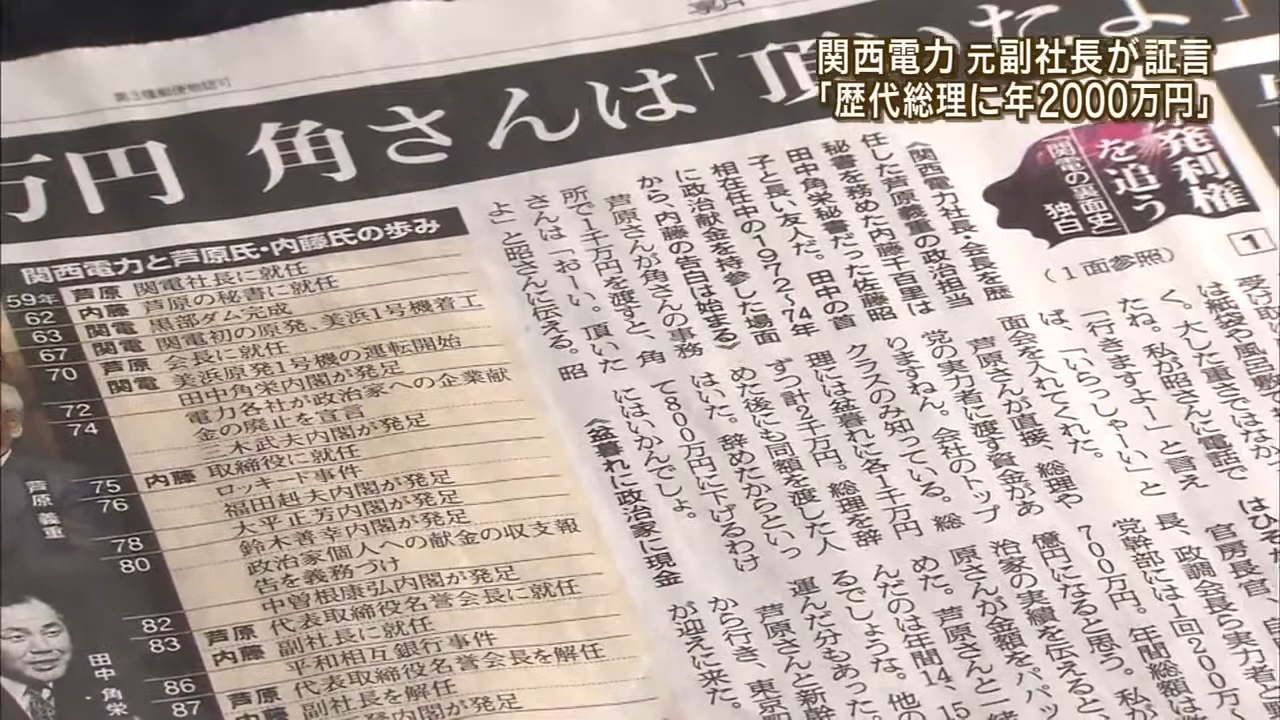 関西電力 元副社長が証言
「歴代総理に年2000万円」
第3種郵便物認可
万円 角さんは「頂いたよ」
発利権
を追う
「関電の裏面史」
独白
1
(1面参照)
関西電力と芦原氏・内藤氏の歩み
59年 芦原 関電社長に就任
62 内藤 芦原の秘書に就任
63 関電 黒部ダム完成
67 関電 関電初の原発、美浜1号機着工
70 芦原 会長に就任
関電 美浜原発1号機の運転開始
72 田中角栄内閣が発足
74 電力各社が政治家への企業献
金の廃止を宣言
三木武夫内閣が発足
75 内藤 取締役に就任
76 ロッキード事件
福田赳夫内閣が発足
78 大平正芳内閣が発足
80 鈴木善幸内閣が発足
政治家個人への献金の収支報
告を義務づけ
82 中曽根康弘内閣が発足
83 芦原 代表取締役名誉会長に就任
内藤 副社長に就任
86 平和相互銀行事件
87 芦原 代表取締役名誉会長を解任
内藤 副社長を解任
内閣が発足
芦原 義重
田中 角栄
《関西電力社長・会長を歴
任した芦原義重の政治担当
秘書を務めた内藤千百里は
田中角栄秘書だった佐藤昭
子と長い友人だ。田中の首
相在任中の1972~74年
に政治献金を持参した場面
から、内藤の告白は始まる》
芦原さんが角さんの事務
所で1千万円を渡すと、角
さんは「おーい。頂いた
よ」と昭さんに伝える。昭
受け取
は紙袋や風呂敷で
く。大した重さではなか
たね。私が昭さんに電話で
「行きますよー」と言え
ば、「いらっしゃーい」と
面会を入れてくれた。
芦原さんが直接、総理や
党の実力者に渡す資金があ
りますねん。会社のトップ
クラスのみ知っている。総
理には盆暮れに各1千万円
ずつ計2千万円。総理を辞
めた後にも同額を渡した人
はいた。辞めたからといっ
て800万円に下げるわけ
にはいかんでしょ。
《盆暮れに政治家に現金
はひ
官房長官、自
長、政調会長ら実力者と
党幹部には1回200万
700万円。年間総額は
億円になると思う。私が
治家の実績を伝えると、
原さんが金額をパパッ
めた。芦原さんと一緒
んだのは年間14、15
るでしょうな。他の
運んだ分もあった。
芦原さんと新幹
から行き、東京駅
が迎えに来た。